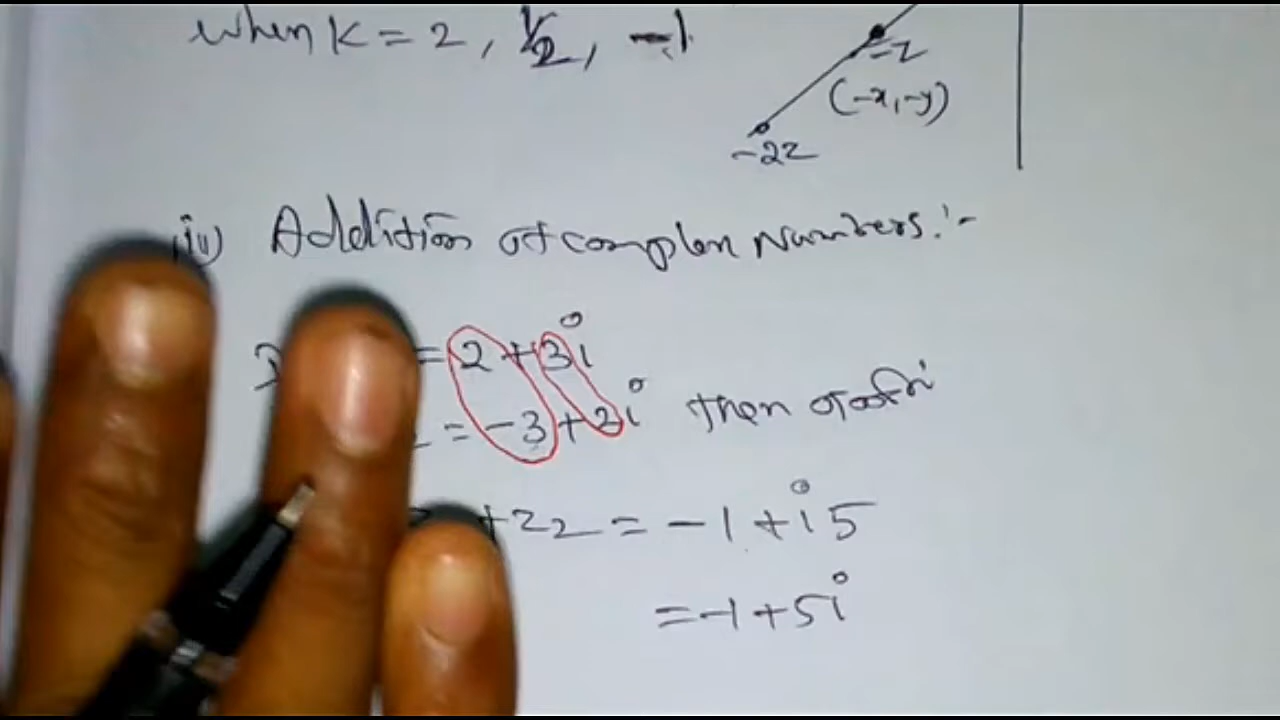 when K = 2, 1/2, -1
-z
(-x, -y)
-2z
iv) Addition of complex Numbers :-
= 2 + 3i
= -3 + 2i then
+ z2 = -1 + i5
= -1 + 5i